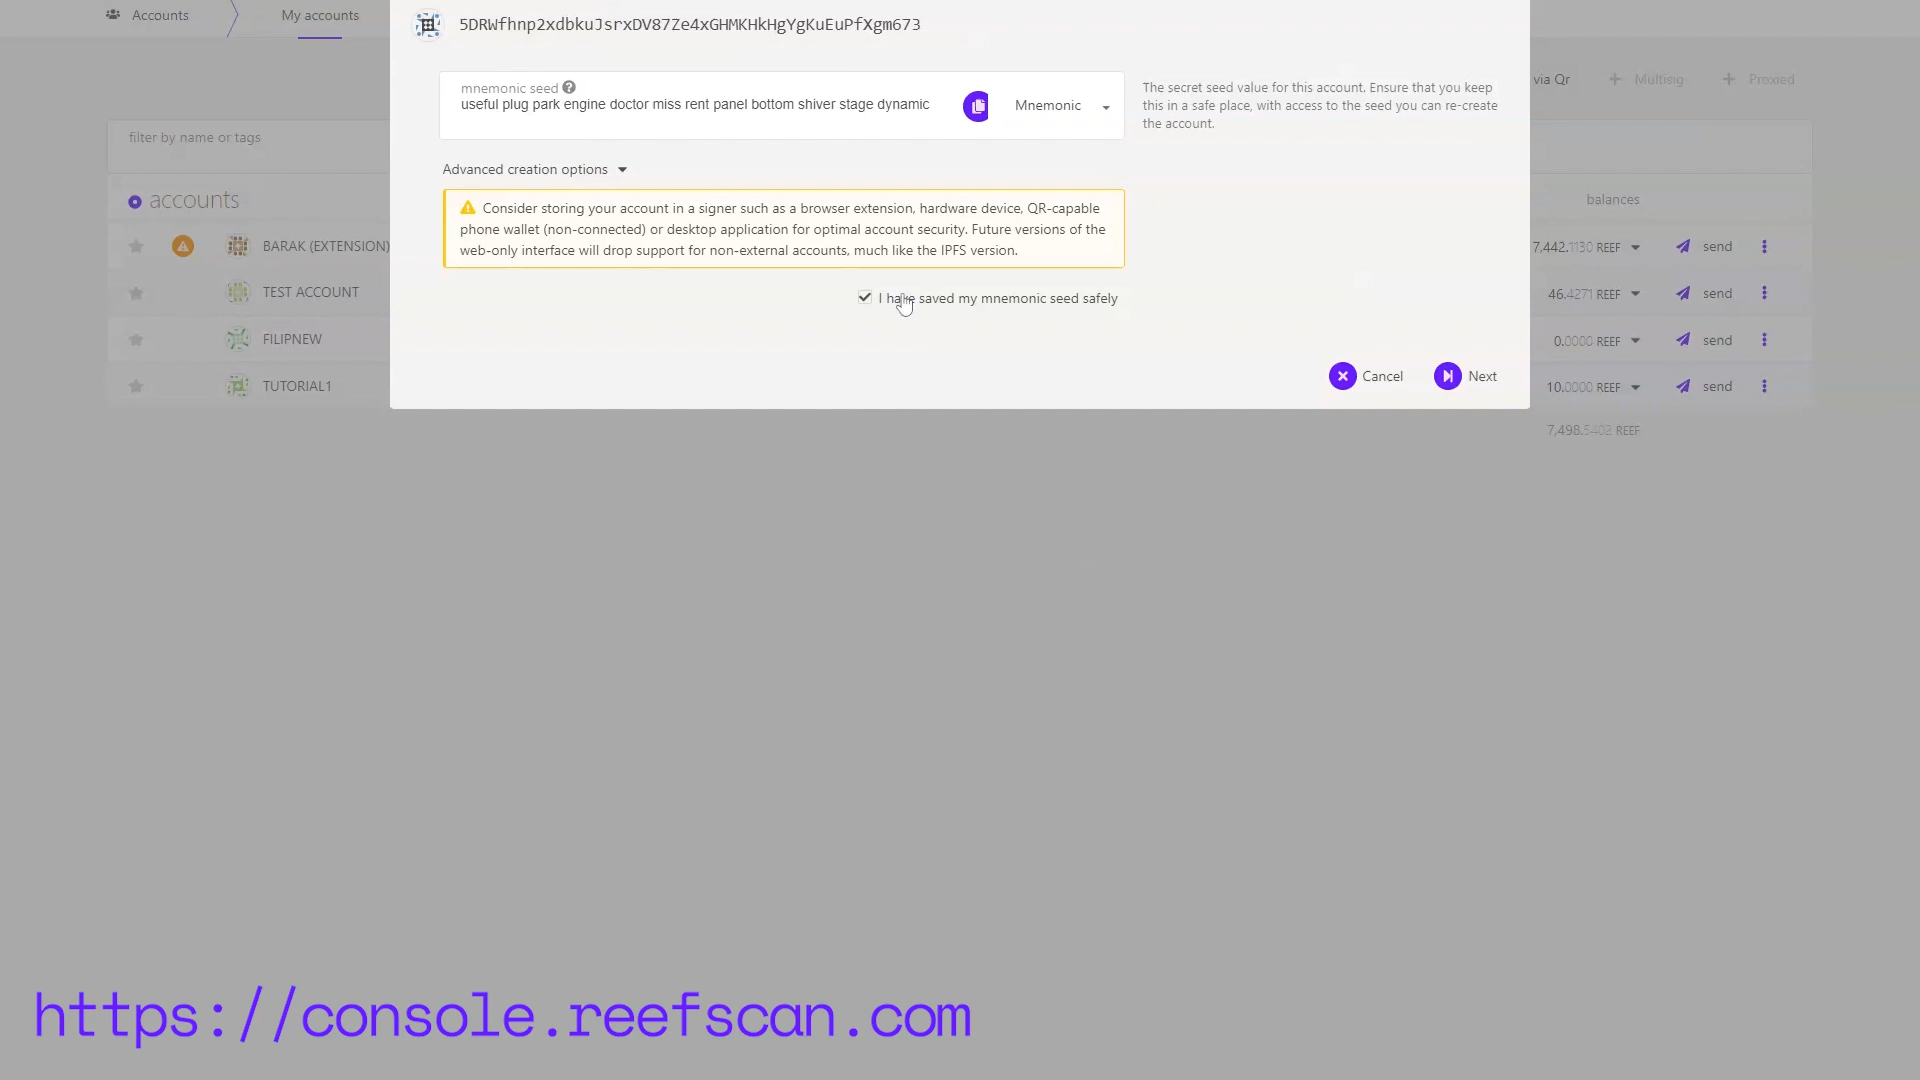 Accounts
My accounts
5DRWfhnp2xdbkuJsrxDV87Ze4xGHMKHkHgYgKuEuPfXgm673
mnemonic seed
useful plug park engine doctor miss rent panel bottom shiver stage dynamic
Mnemonic
The secret seed value for this account. Ensure that you keep
this in a safe place, with access to the seed you can re-create
the account.
via Qr
Multisig
Proxied
filter by name or tags
Advanced creation options
Consider storing your account in a signer such as a browser extension, hardware device, QR-capable
phone wallet (non-connected) or desktop application for optimal account security. Future versions of the
web-only interface will drop support for non-external accounts, much like the IPFS version.
I have saved my mnemonic seed safely
Cancel
Next
accounts
balances
BARAK (EXTENSION)
7,442.1130 REEF
send
TEST ACCOUNT
46.4271 REEF
send
FILIPNEW
0.0000 REEF
send
TUTORIAL1
10.0000 REEF
send
7,498.5402 REEF
https://console.reefscan.com